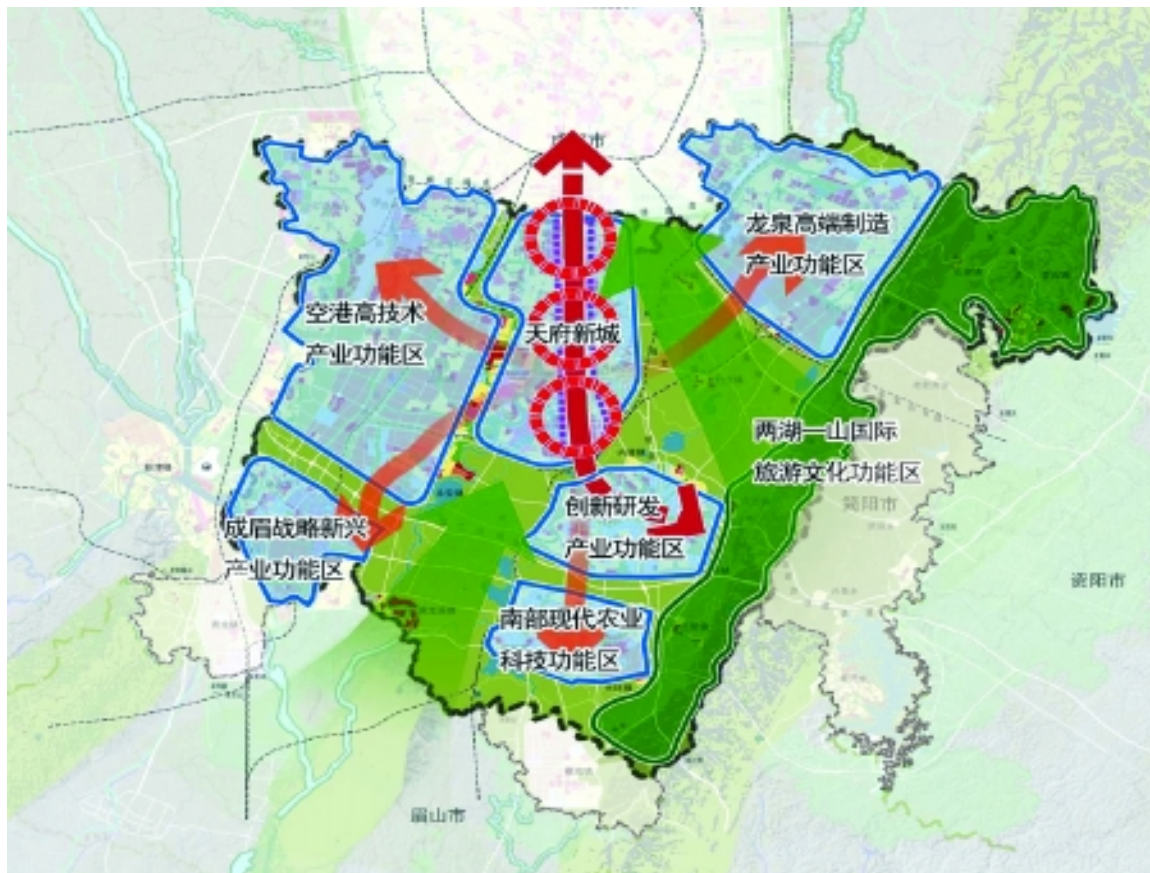 龙泉高端制造
产业功能区
空港高技术
产业功能区
天府新城
两湖一山国际
旅游文化功能区
简阳市
创新研发
产业功能区
成眉战略新兴
产业功能区
资阳市
南部现代农业
科技功能区
眉山市